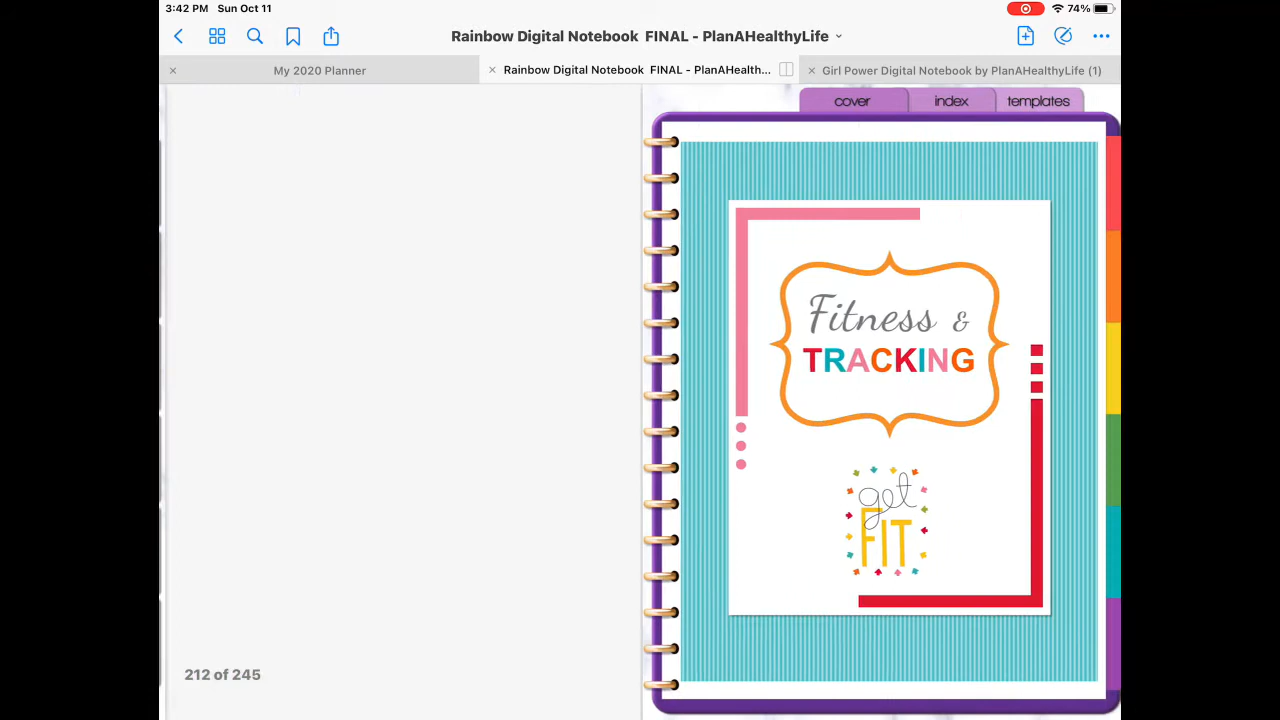 3:42 PM Sun Oct 11
74%
Rainbow Digital Notebook FINAL - PlanAHealthyLife
My 2020 Planner
Rainbow Digital Notebook FINAL - PlanAHealth...
Girl Power Digital Notebook by PlanAHealthyLife (1)
cover
index
templates
Fitness &
TRACKING
get
FIT
212 of 245